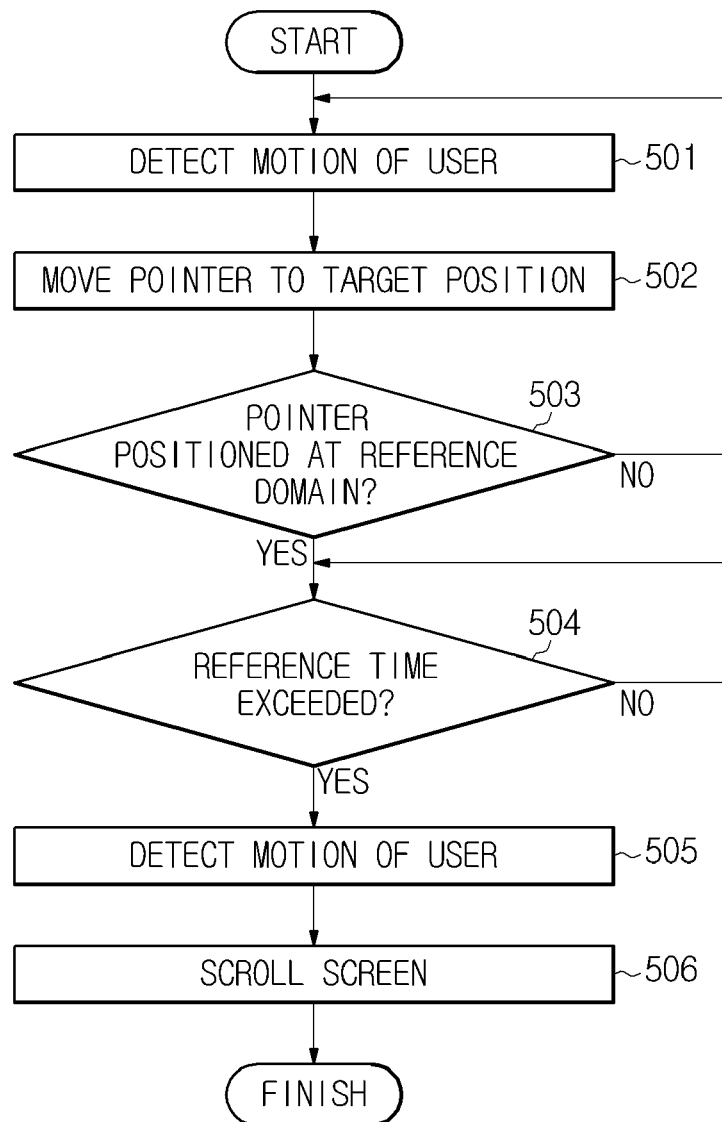 START
DETECT MOTION OF USER
501
MOVE POINTER TO TARGET POSITION
502
503
POINTER
POSITIONED AT REFERENCE
DOMAIN?
NO
YES
504
REFERENCE TIME
EXCEEDED?
NO
YES
DETECT MOTION OF USER
505
SCROLL SCREEN
506
FINISH